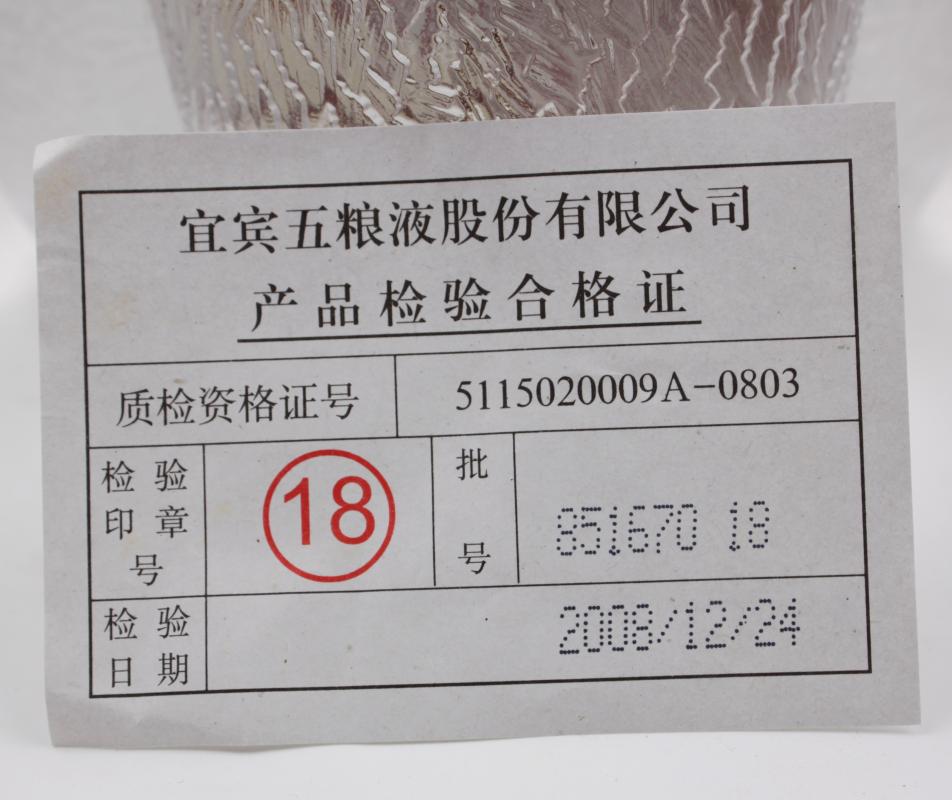 宜宾五粮液股份有限公司
产品检验合格证
质检资格证号 5115020009A-0803
检验印章号 18 批号 851670 18
检验日期 2008/12/24